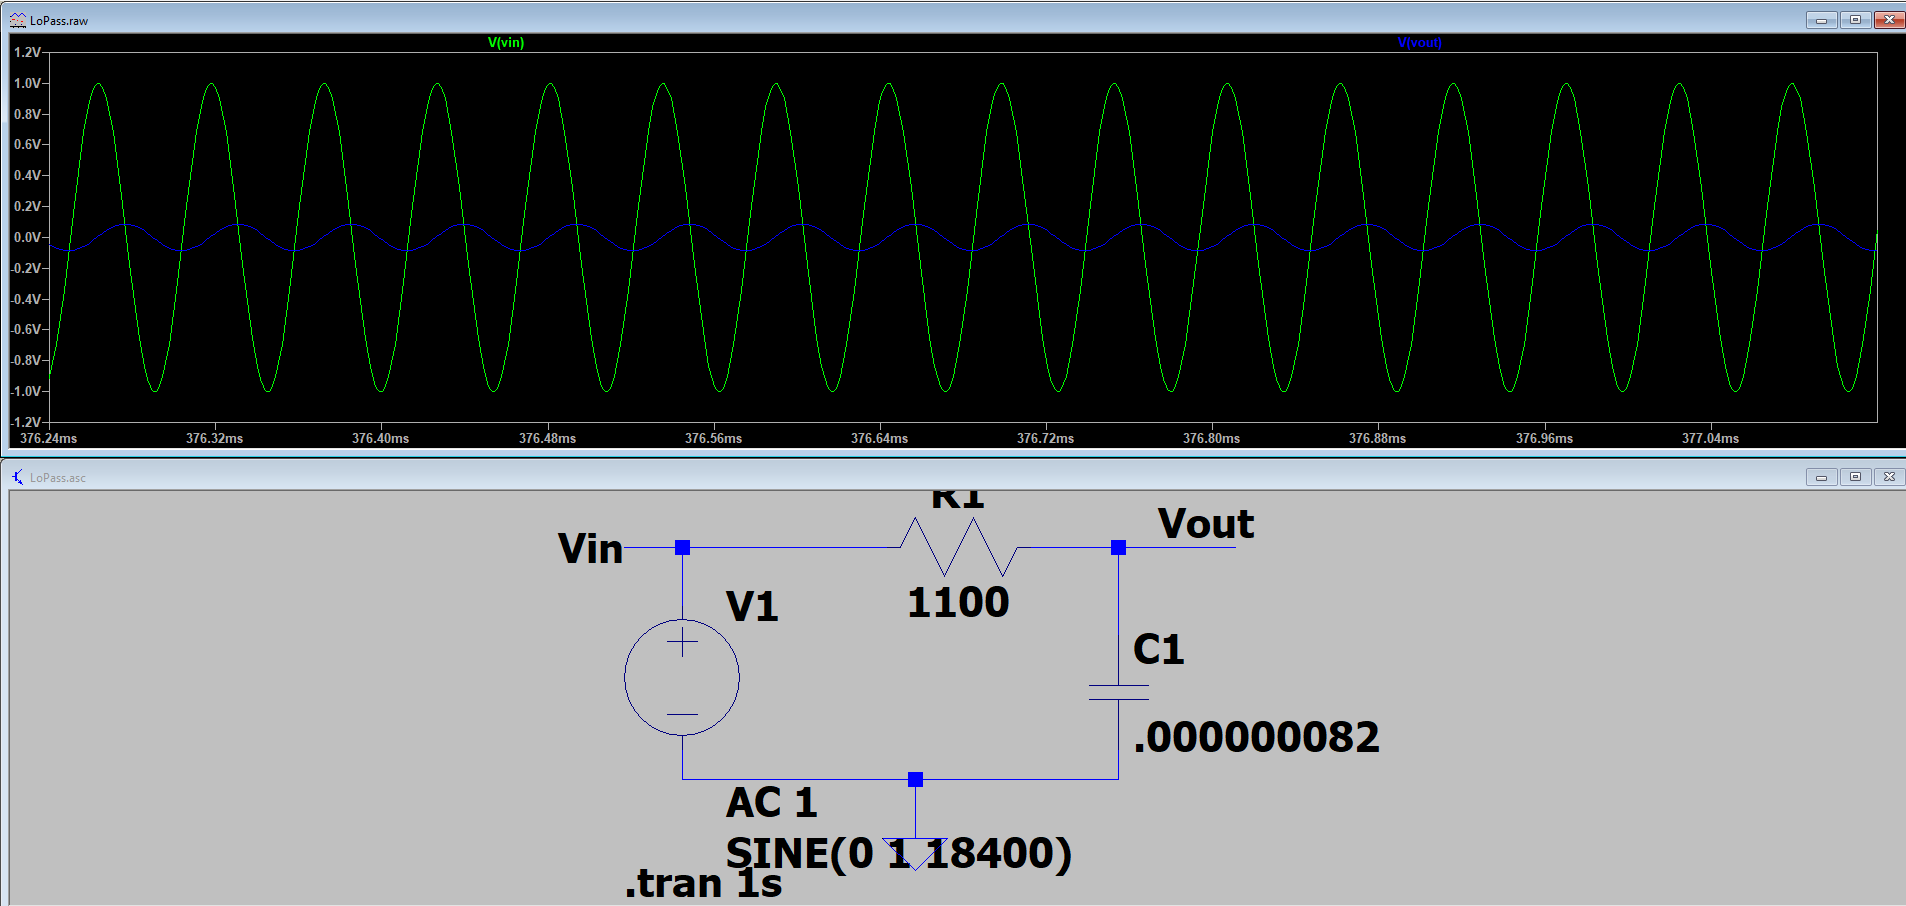 LoPass.raw
V(vin) V(vout)
1.2V
1.0V
0.8V
0.6V
0.4V
0.2V
0.0V
-0.2V
-0.4V
-0.6V
-0.8V
-1.0V
-1.2V
376.24ms 376.32ms 376.40ms 376.48ms 376.56ms 376.64ms 376.72ms 376.80ms 376.88ms 376.96ms 377.04ms
LoPass.asc
R1
Vin
Vout
1100
V1
C1
.000000082
AC 1
SINE(0 1 18400)
.tran 1s